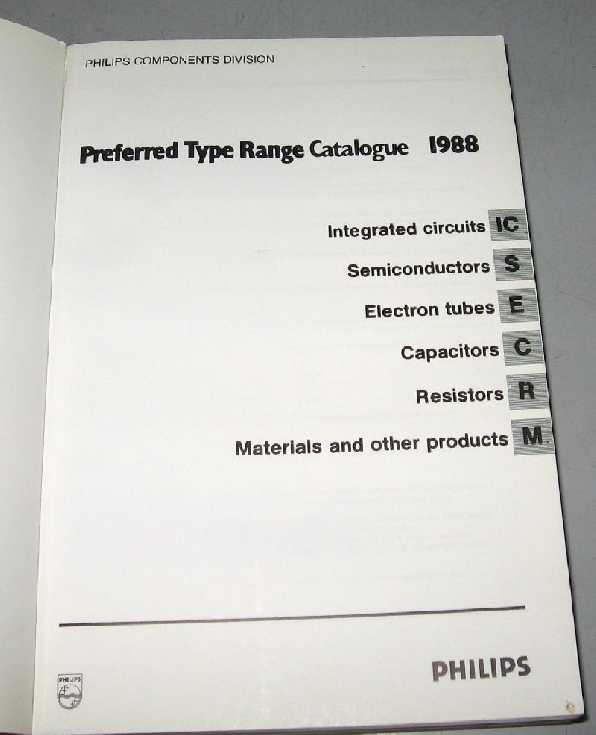 PHILIPS COMPONENTS DIVISION
Preferred Type Range Catalogue 1988
Integrated circuits IC
Semiconductors S
Electron tubes E
Capacitors C
Resistors R
Materials and other products M
PHILIPS
PHILIPS